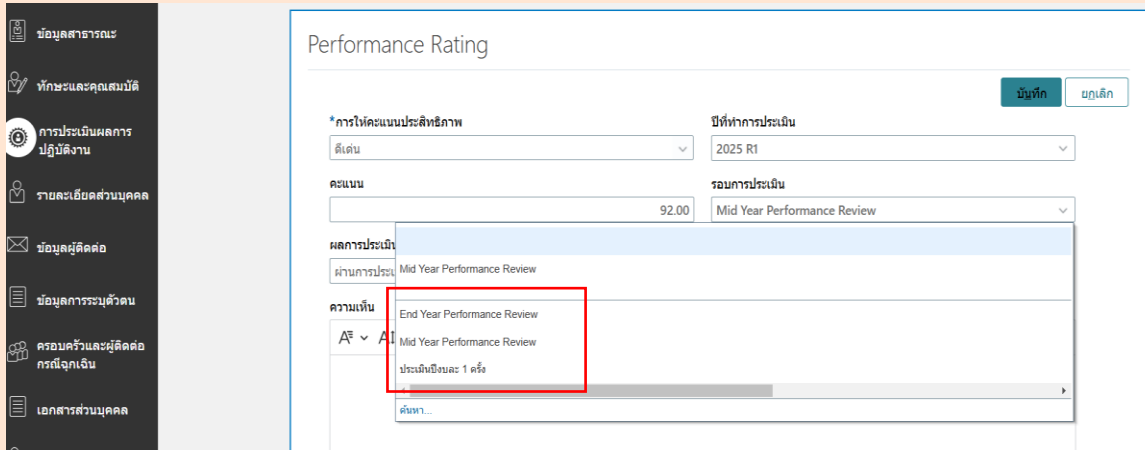 ข้อมูลสาธารณะ
ทักษะและคุณสมบัติ
การประเมินผลการ
ปฏิบัติงาน
รายละเอียดส่วนบุคคล
ข้อมูลผู้ติดต่อ
ข้อมูลการระบุตัวตน
ครอบครัวและผู้ติดต่อ
กรณีฉุกเฉิน
เอกสารส่วนบุคคล
Performance Rating
บันทึก ยกเลิก
*การให้คะแนนประสิทธิภาพ ปีที่ทำการประเมิน
ดีเด่น 2025 R1
คะแนน รอบการประเมิน
92.00 Mid Year Performance Review
ผลการประเมิน
ผ่านการประเ Mid Year Performance Review
ความเห็น
End Year Performance Review
Mid Year Performance Review
ประเมินปีงบละ 1 ครั้ง
ค้นหา...